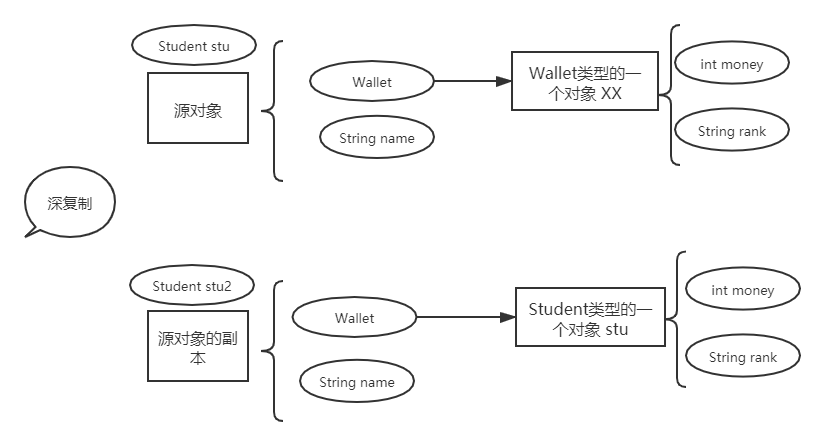 Student stu
源对象
Wallet
String name
Wallet类型的一
个对象 XX
int money
String rank
深复制
Student stu2
源对象的副
本
Wallet
String name
Student类型的一
个对象 stu
int money
String rank